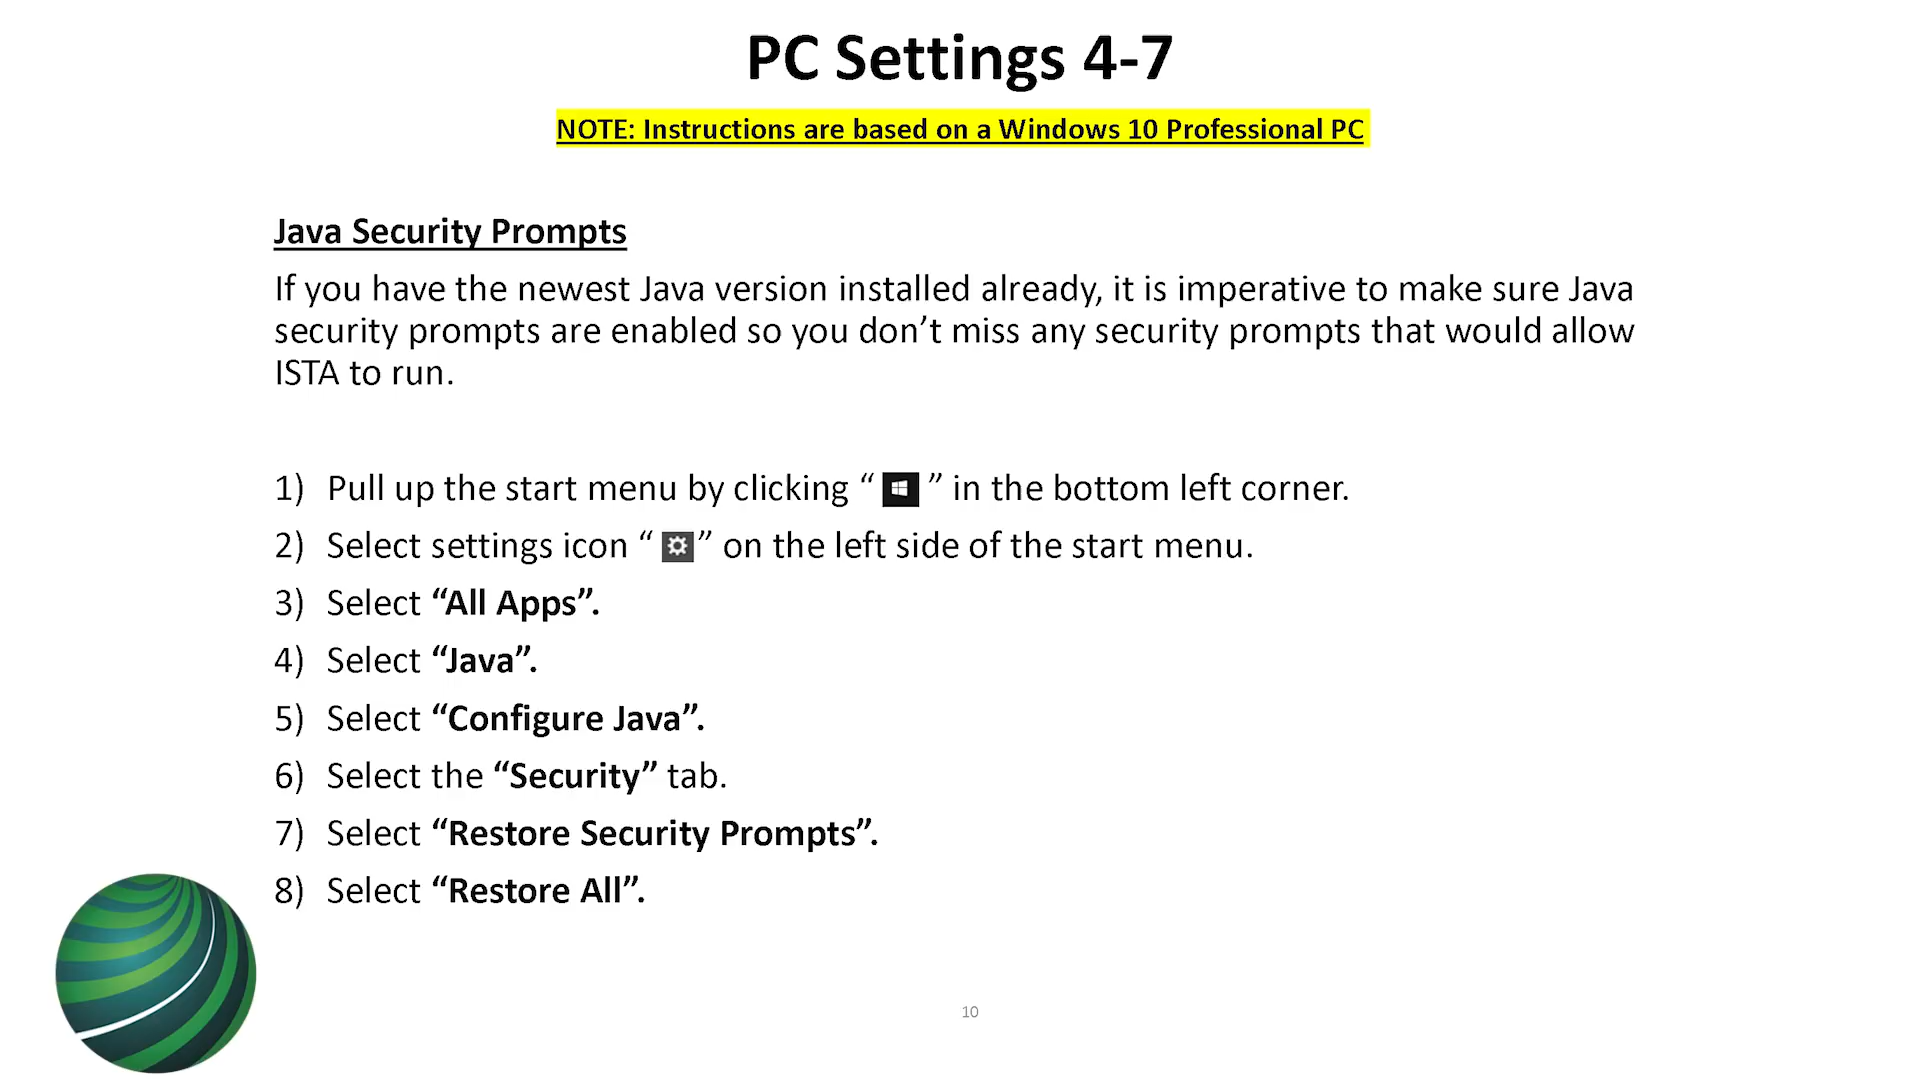 PC Settings 4-7
NOTE: Instructions are based on a Windows 10 Professional PC
Java Security Prompts
If you have the newest Java version installed already, it is imperative to make sure Java
security prompts are enabled so you don’t miss any security prompts that would allow
ISTA to run.
1) Pull up the start menu by clicking “ ” in the bottom left corner.
2) Select settings icon “ ” on the left side of the start menu.
3) Select “All Apps”.
4) Select “Java”.
5) Select “Configure Java”.
6) Select the “Security” tab.
7) Select “Restore Security Prompts”.
8) Select “Restore All”.
10